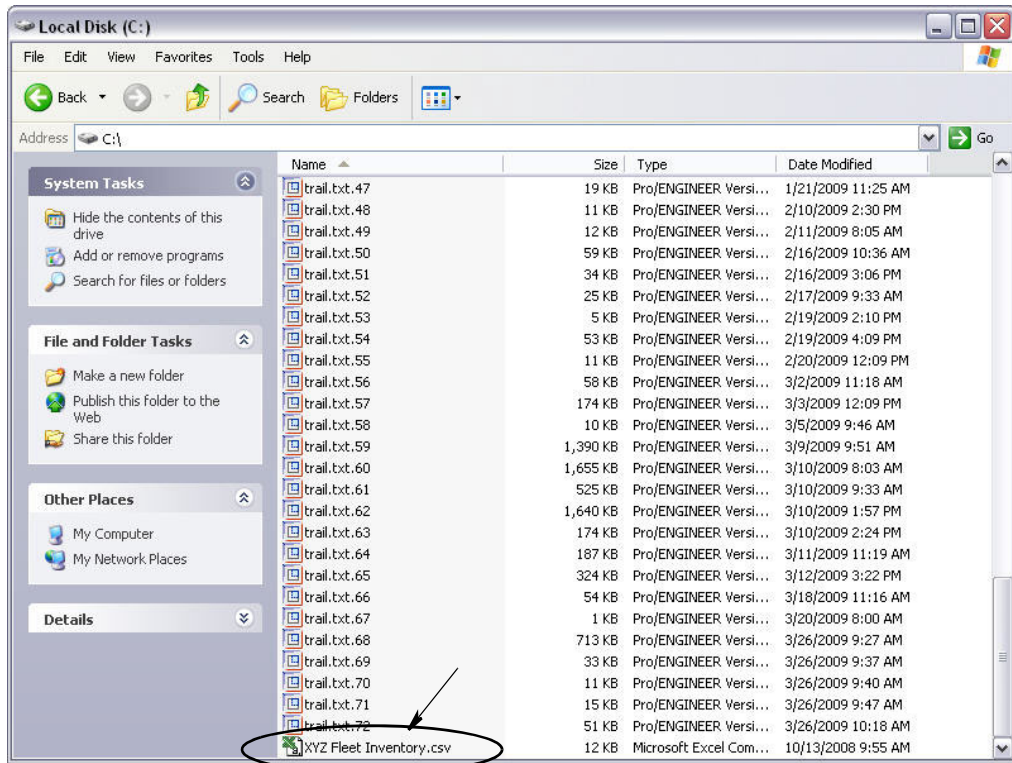 Local Disk (C:)
File Edit View Favorites Tools Help
Back Search Folders
Address C:\ Go
System Tasks
Hide the contents of this
drive
Add or remove programs
Search for files or folders
File and Folder Tasks
Make a new folder
Publish this folder to the
Web
Share this folder
Other Places
My Computer
My Network Places
Details
Name Size Type Date Modified
trail.txt.47 19 KB Pro/ENGINEER Versi... 1/21/2009 11:25 AM
trail.txt.48 11 KB Pro/ENGINEER Versi... 2/10/2009 2:30 PM
trail.txt.49 12 KB Pro/ENGINEER Versi... 2/11/2009 8:05 AM
trail.txt.50 59 KB Pro/ENGINEER Versi... 2/16/2009 10:36 AM
trail.txt.51 34 KB Pro/ENGINEER Versi... 2/16/2009 3:06 PM
trail.txt.52 25 KB Pro/ENGINEER Versi... 2/17/2009 9:33 AM
trail.txt.53 5 KB Pro/ENGINEER Versi... 2/19/2009 2:10 PM
trail.txt.54 53 KB Pro/ENGINEER Versi... 2/19/2009 4:09 PM
trail.txt.55 11 KB Pro/ENGINEER Versi... 2/20/2009 12:09 PM
trail.txt.56 58 KB Pro/ENGINEER Versi... 3/2/2009 11:18 AM
trail.txt.57 174 KB Pro/ENGINEER Versi... 3/3/2009 12:09 PM
trail.txt.58 10 KB Pro/ENGINEER Versi... 3/5/2009 9:46 AM
trail.txt.59 1,390 KB Pro/ENGINEER Versi... 3/9/2009 9:51 AM
trail.txt.60 1,655 KB Pro/ENGINEER Versi... 3/10/2009 8:03 AM
trail.txt.61 525 KB Pro/ENGINEER Versi... 3/10/2009 9:33 AM
trail.txt.62 1,640 KB Pro/ENGINEER Versi... 3/10/2009 1:57 PM
trail.txt.63 174 KB Pro/ENGINEER Versi... 3/10/2009 2:24 PM
trail.txt.64 187 KB Pro/ENGINEER Versi... 3/11/2009 11:19 AM
trail.txt.65 324 KB Pro/ENGINEER Versi... 3/12/2009 3:22 PM
trail.txt.66 54 KB Pro/ENGINEER Versi... 3/18/2009 11:16 AM
trail.txt.67 1 KB Pro/ENGINEER Versi... 3/20/2009 8:00 AM
trail.txt.68 713 KB Pro/ENGINEER Versi... 3/26/2009 9:27 AM
trail.txt.69 33 KB Pro/ENGINEER Versi... 3/26/2009 9:37 AM
trail.txt.70 11 KB Pro/ENGINEER Versi... 3/26/2009 9:40 AM
trail.txt.71 15 KB Pro/ENGINEER Versi... 3/26/2009 9:47 AM
trail.txt.72 51 KB Pro/ENGINEER Versi... 3/26/2009 10:18 AM
XYZ Fleet Inventory.csv 12 KB Microsoft Excel Com... 10/13/2008 9:55 AM